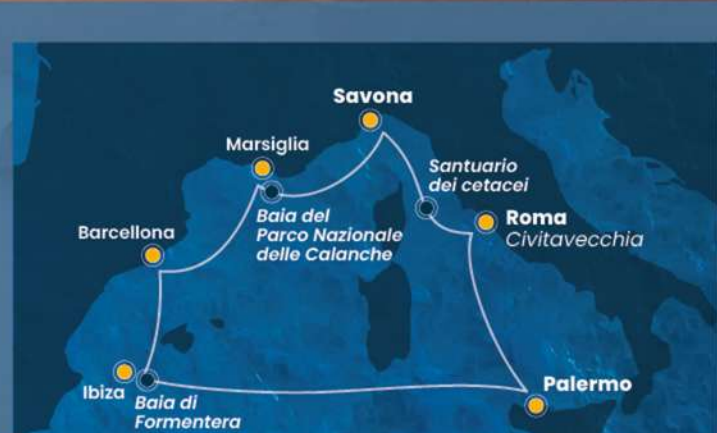 Savona
Marsiglia
Santuario
dei cetacei
Baia del
Parco Nazionale
delle Calanche
Roma
Civitavecchia
Barcellona
Ibiza
Baia di
Formentera
Palermo